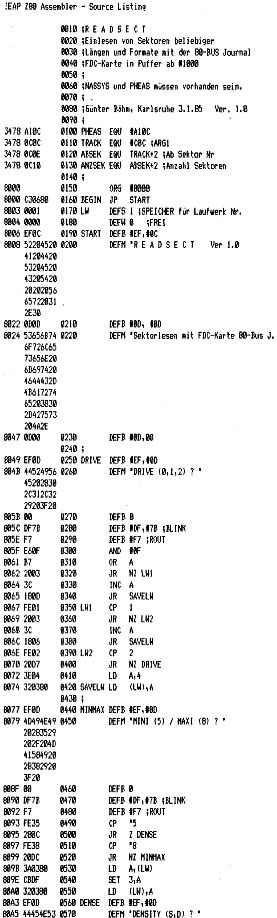 ZEAP Z80 Assembler - Source Listing
0010 ;R E A D S E C T
0020 ;Einlesen von Sektoren beliebiger
0030 ;Längen und Formate mit der 80-BUS Journal
0040 ;FDC-Karte in Puffer ab #1000
0050 ;
0060 ;NASSYS und PHEAS müssen vorhanden sein.
0070 ;
0080 ;Günter Böhm, Karlsruhe 3.1.85 Ver. 1.0
0090 ;
3478 A10C 0100 PHEAS EQU #A10C
3478 0C0C 0110 TRACK EQU #C0C ;ARG1
3478 0C0E 0120 ABSEK EQU TRACK+2 ;Ab Sektor Nr
3478 0C10 0130 ANZSEK EQU ABSEK+2 ;Anzahl Sektoren
0140 ;
8000 0150 ORG #8000
8000 C30680 0160 BEGIN JP START
8003 0001 0170 LW DEFS 1 ;SPEICHER für Laufwerk Nr.
8004 0000 0180 DEFW 0 ;FREI
8006 EF0C 0190 START DEFB #EF,#0C
8008 52204520 0200 DEFM "R E A D S E C T Ver 1.0
41204420
53204520
43205420
20202056
65722031
2E30
8022 0D0D 0210 DEFB #0D, #0D
8024 53656B74 0220 DEFM "Sektorlesen mit FDC-Karte 80-Bus J.
6F726C65
73656E20
6D697420
4644432D
4B617274
65203830
2D427573
204A2E
8047 0D00 0230 DEFB #0D,00
0240 ;
8049 EF0D 0250 DRIVE DEFB #EF,#0D
804B 44524956 0260 DEFM "DRIVE (0,1,2) ? "
45202830
2C312C32
29203F20
805B 00 0270 DEFB 0
805C DF7B 0280 DEFB #DF,#7B ;BLINK
805E F7 0290 DEFB #F7 ;ROUT
805F E60F 0300 AND #0F
8061 B7 0310 OR A
8062 2003 0320 JR NZ LW1
8064 3C 0330 INC A
8065 180D 0340 JR SAVELW
8067 FE01 0350 LW1 CP 1
8069 2003 0360 JR NZ LW2
806B 3C 0370 INC A
806C 1806 0380 JR SAVELW
806E FE02 0390 LW2 CP 2
8070 20D7 0400 JR NZ DRIVE
8072 3E04 0410 LD A,4
8074 320380 0420 SAVELW LD (LW),A
0430 ;
8077 EF0D 0440 MINMAX DEFB #EF,#0D
8079 4D494E49 0450 DEFM "MINI (5) / MAXI (8) ? "
20283529
202F204D
41584920
28382920
3F20
808F 00 0460 DEFB 0
8090 DF7B 0470 DEFB #DF,#7B ;BLINK
8092 F7 0480 DEFB #F7 ;ROUT
8093 FE35 0490 CP "5
8095 280C 0500 JR Z DENSE
8097 FE38 0510 CP "8
8099 20DC 0520 JR NZ MINMAX
809B 3A0380 0530 LD A,(LW)
809E CBDF 0540 SET 3,A
80A0 320380 0550 LD (LW),A
80A3 EF0D 0560 DENSE DEFB #EF,#0D
80A5 44454E53 0570 DEFM "DENSITY (S,D) ? "